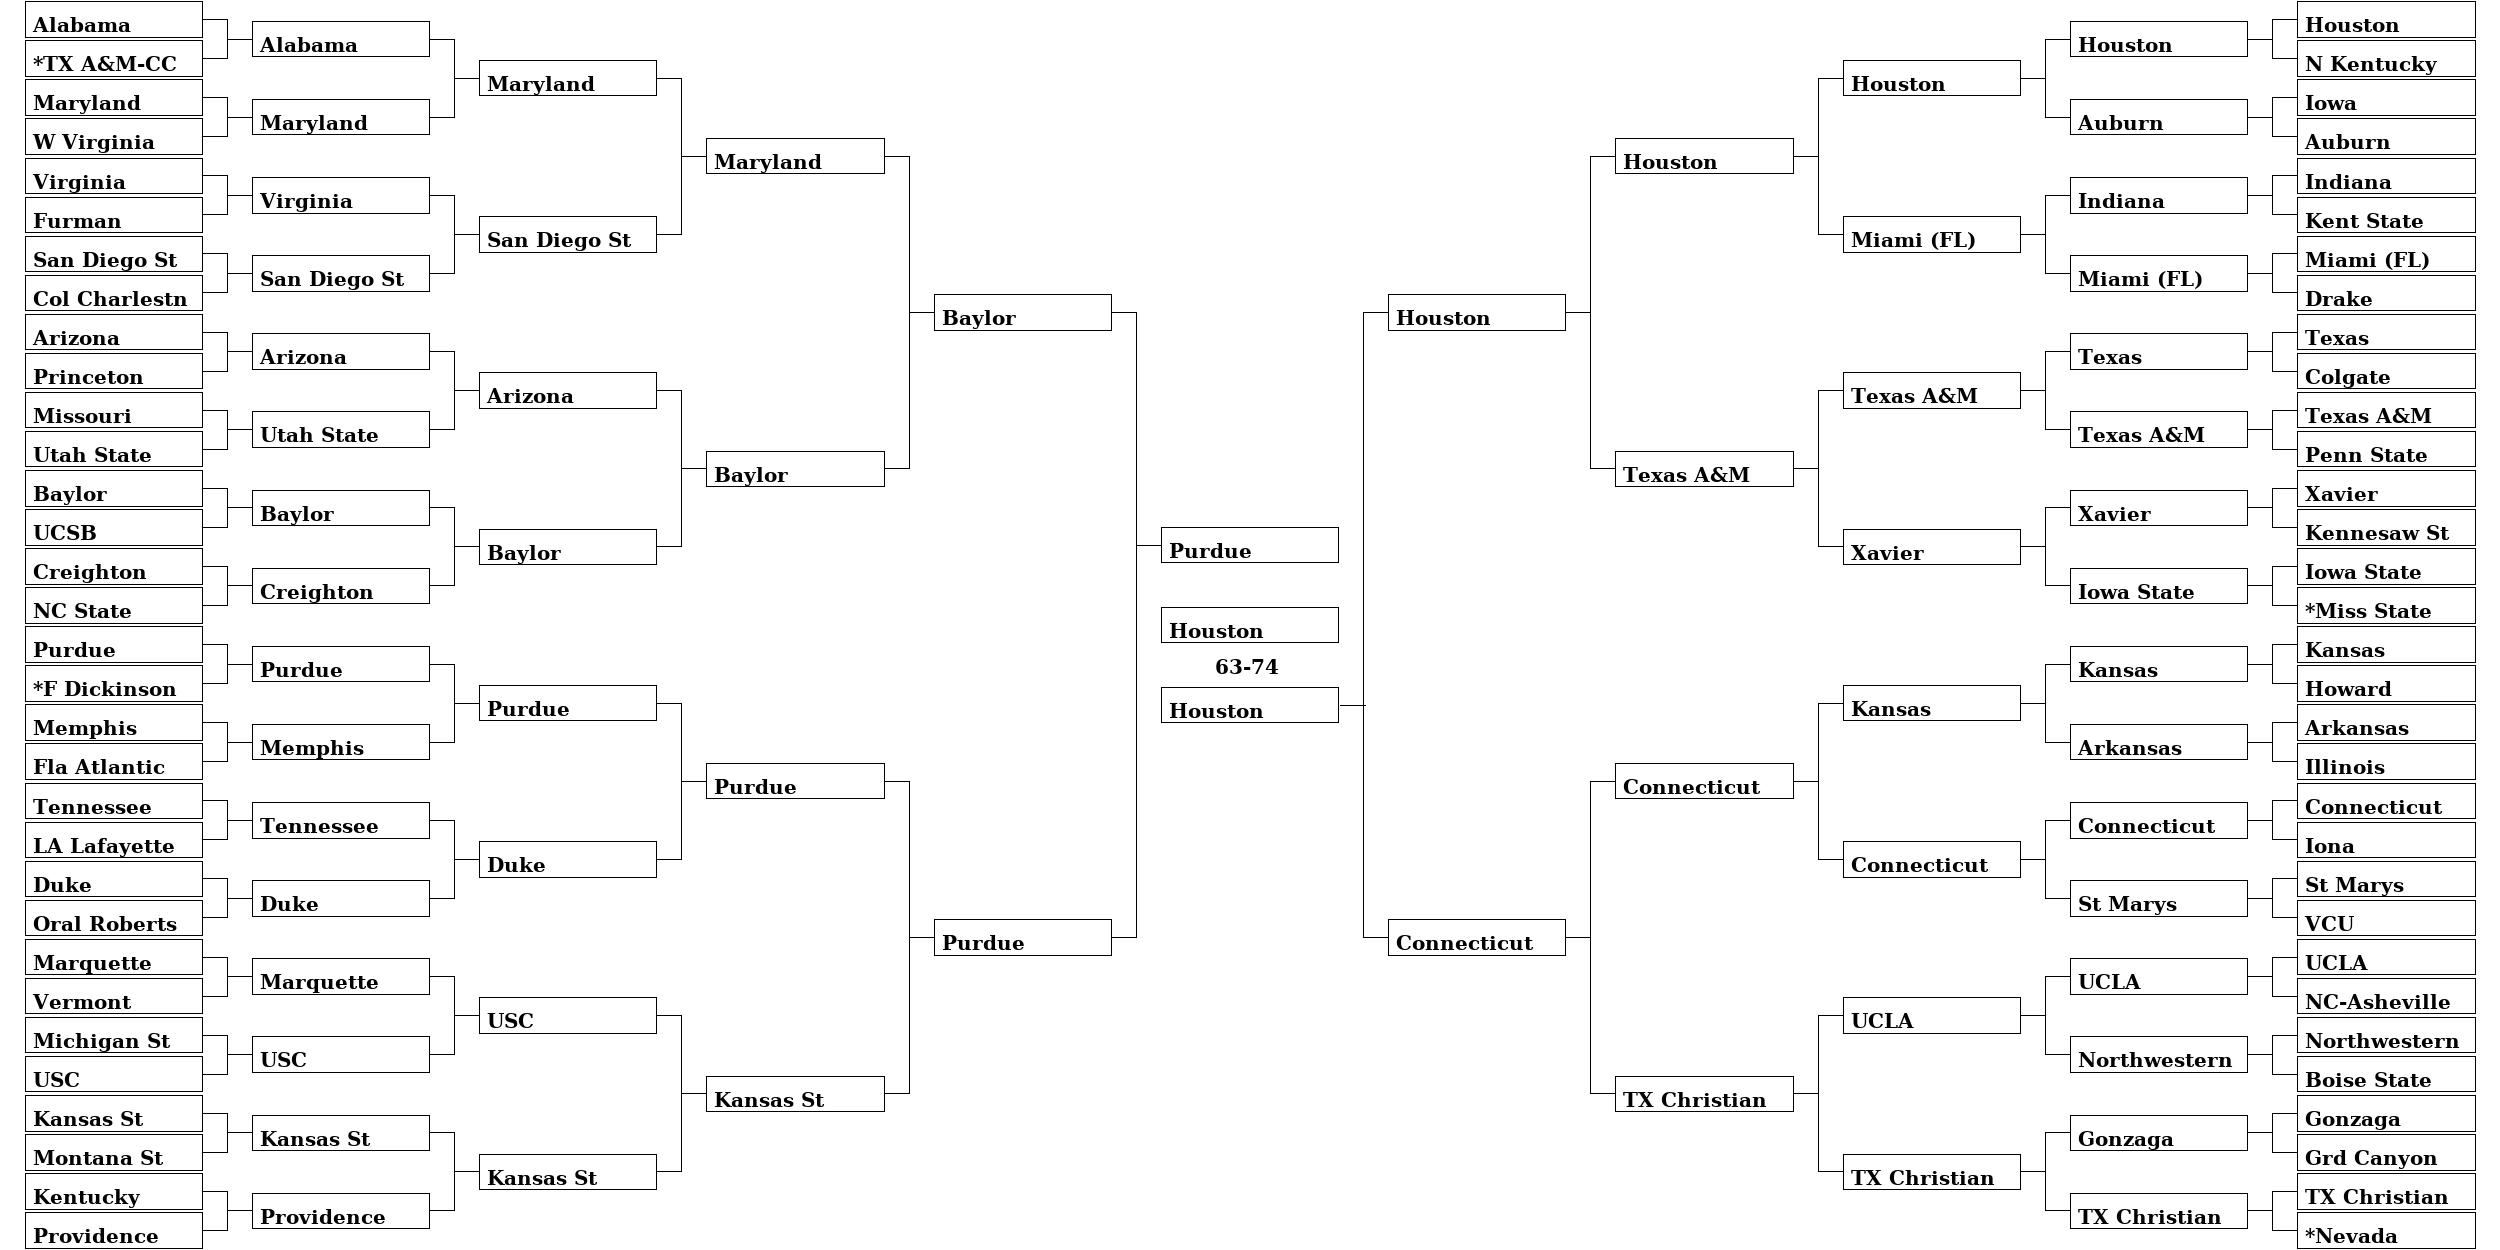 Alabama
*TX A&M-CC
Maryland
W Virginia
Virginia
Furman
San Diego St
Col Charlestn
Arizona
Princeton
Missouri
Utah State
Baylor
UCSB
Creighton
NC State
Purdue
*F Dickinson
Memphis
Fla Atlantic
Tennessee
LA Lafayette
Duke
Oral Roberts
Marquette
Vermont
Michigan St
USC
Kansas St
Montana St
Kentucky
Providence
Alabama
Maryland
Virginia
San Diego St
Arizona
Utah State
Baylor
Creighton
Purdue
Memphis
Tennessee
Duke
Marquette
USC
Kansas St
Providence
Maryland
San Diego St
Arizona
Baylor
Purdue
Duke
USC
Kansas St
Maryland
Baylor
Purdue
Kansas St
Baylor
Purdue
Purdue
Houston
63-74
Houston
Houston
Connecticut
Houston
Texas A&M
Connecticut
TX Christian
Houston
Miami (FL)
Texas A&M
Xavier
Kansas
Connecticut
UCLA
TX Christian
Houston
Auburn
Indiana
Miami (FL)
Texas
Texas A&M
Xavier
Iowa State
Kansas
Arkansas
Connecticut
St Marys
UCLA
Northwestern
Gonzaga
TX Christian
Houston
N Kentucky
Iowa
Auburn
Indiana
Kent State
Miami (FL)
Drake
Texas
Colgate
Texas A&M
Penn State
Xavier
Kennesaw St
Iowa State
*Miss State
Kansas
Howard
Arkansas
Illinois
Connecticut
Iona
St Marys
VCU
UCLA
NC-Asheville
Northwestern
Boise State
Gonzaga
Grd Canyon
TX Christian
*Nevada